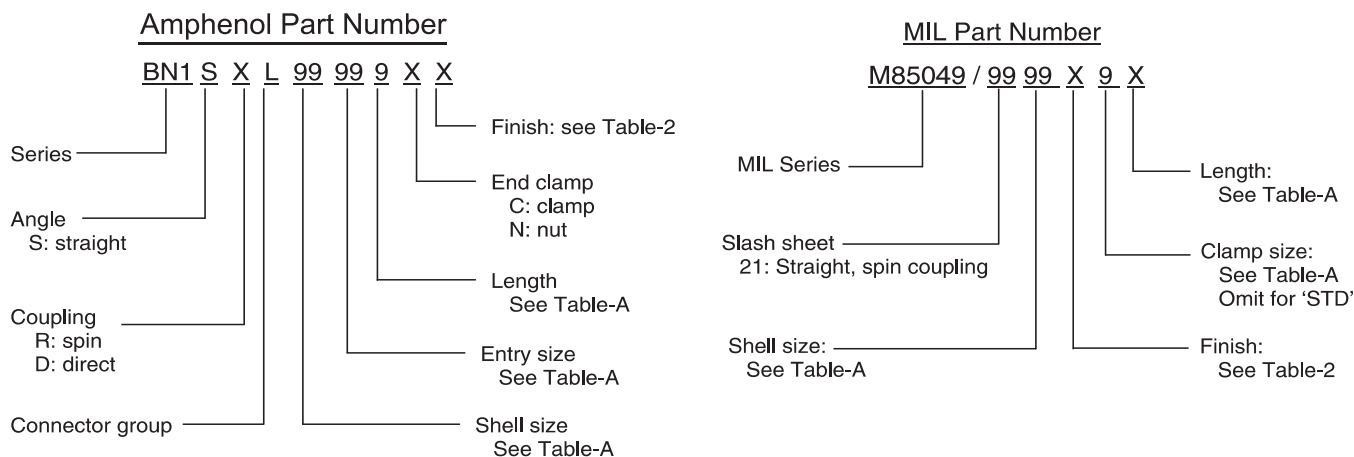 Amphenol Part Number
BN1 S X L 99 99 9 X X
Series
Angle
S: straight
Coupling
R: spin
D: direct
Connector group
Finish: see Table-2
End clamp
C: clamp
N: nut
Length
See Table-A
Entry size
See Table-A
Shell size
See Table-A
MIL Part Number
M85049 / 99 99 X 9 X
MIL Series
Slash sheet
21: Straight, spin coupling
Shell size:
See Table-A
Length:
See Table-A
Clamp size:
See Table-A
Omit for ‘STD’
Finish:
See Table-2